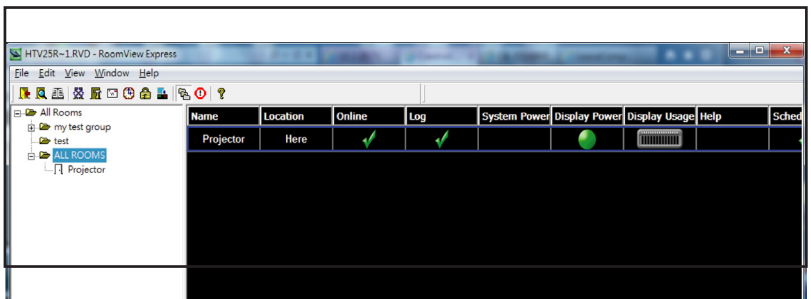 HTV25R~1.RVD - RoomView Express
File Edit View Window Help
All Rooms
my test group
test
ALL ROOMS
Projector
Name Location Online Log System Power Display Power Display Usage Help Sched
Projector Here